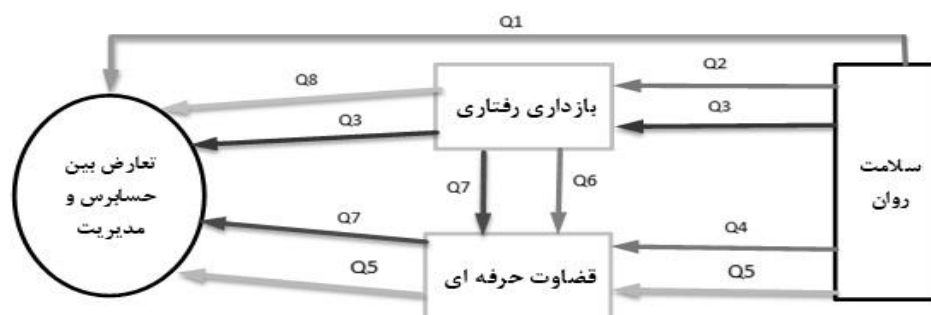 Q1
Q8
Q2
بازداری رفتاری
Q3
Q3
سلامت
روان
تعارض بین
حسابرس و
مدیریت
Q7
Q6
Q7
Q4
قضاوت حرفه ای
Q5
Q5